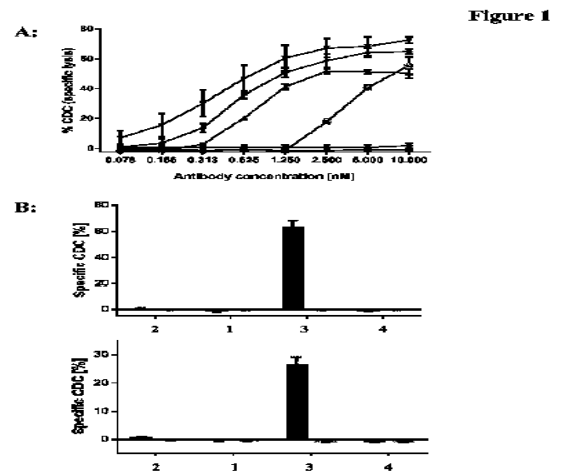 Figure 1
A:
% CDC (specific lysis)
80
60
40
20
0
0.078 0.156 0.313 0.625 1.250 2.500 5.000 10.000
Antibody concentration [nM]
B:
Specific CDC [%]
80
60
40
20
0
2 1 3 4
Specific CDC [%]
30
20
10
0
2 1 3 4